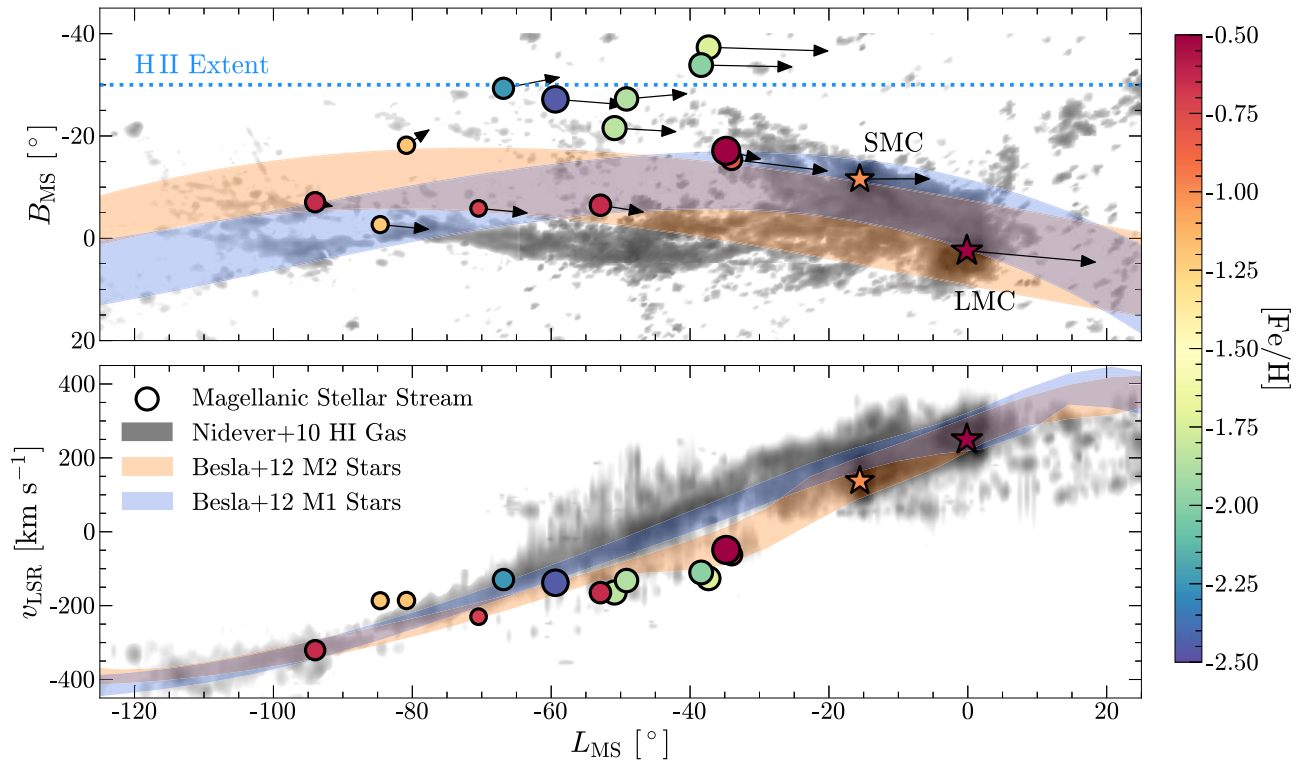 -40
-20
0
20
B_MS [°]
H II Extent
SMC
LMC
400
200
0
-200
-400
v_LSR [km s⁻¹]
Magellanic Stellar Stream
Nidever+10 HI Gas
Besla+12 M2 Stars
Besla+12 M1 Stars
-120 -100 -80 -60 -40 -20 0 20
L_MS [°]
-0.50
-0.75
-1.00
-1.25
-1.50
-1.75
-2.00
-2.25
-2.50
[Fe/H]